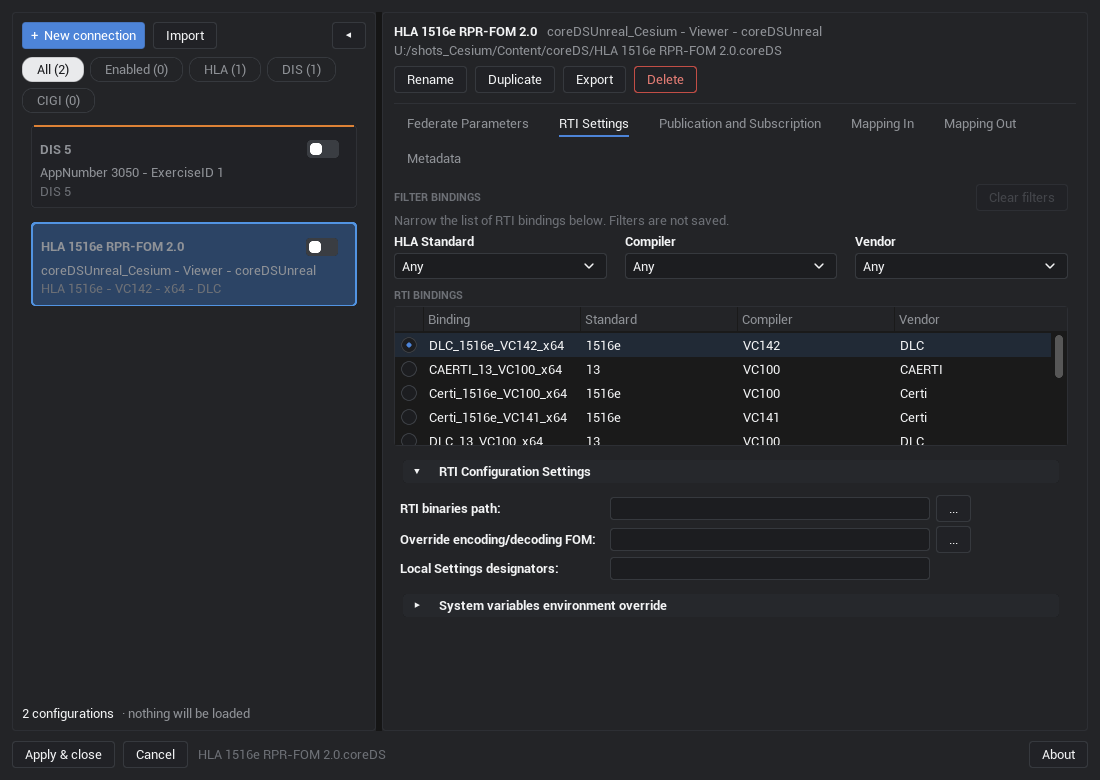 + New connection
Import
All (2)
Enabled (0)
HLA (1)
DIS (1)
CIGI (0)
DIS 5
AppNumber 3050 - ExerciseID 1
DIS 5
HLA 1516e RPR-FOM 2.0
coreDSUnreal_Cesium - Viewer - coreDSUnreal
HLA 1516e - VC142 - x64 - DLC
2 configurations · nothing will be loaded
HLA 1516e RPR-FOM 2.0 coreDSUnreal_Cesium - Viewer - coreDSUnreal
U:/shots_Cesium/Content/coreDS/HLA 1516e RPR-FOM 2.0.coreDS
Rename
Duplicate
Export
Delete
Federate Parameters
RTI Settings
Publication and Subscription
Mapping In
Mapping Out
Metadata
FILTER BINDINGS
Clear filters
Narrow the list of RTI bindings below. Filters are not saved.
HLA Standard
Compiler
Vendor
Any
Any
Any
RTI BINDINGS
Binding Standard Compiler Vendor
DLC_1516e_VC142_x64 1516e VC142 DLC
CAERTI_13_VC100_x64 13 VC100 CAERTI
Certi_1516e_VC100_x64 1516e VC100 Certi
Certi_1516e_VC141_x64 1516e VC141 Certi
DLC_13_VC100_x64 13 VC100 DLC
RTI Configuration Settings
RTI binaries path:
...
Override encoding/decoding FOM:
...
Local Settings designators:
System variables environment override
Apply & close
Cancel
HLA 1516e RPR-FOM 2.0.coreDS
About